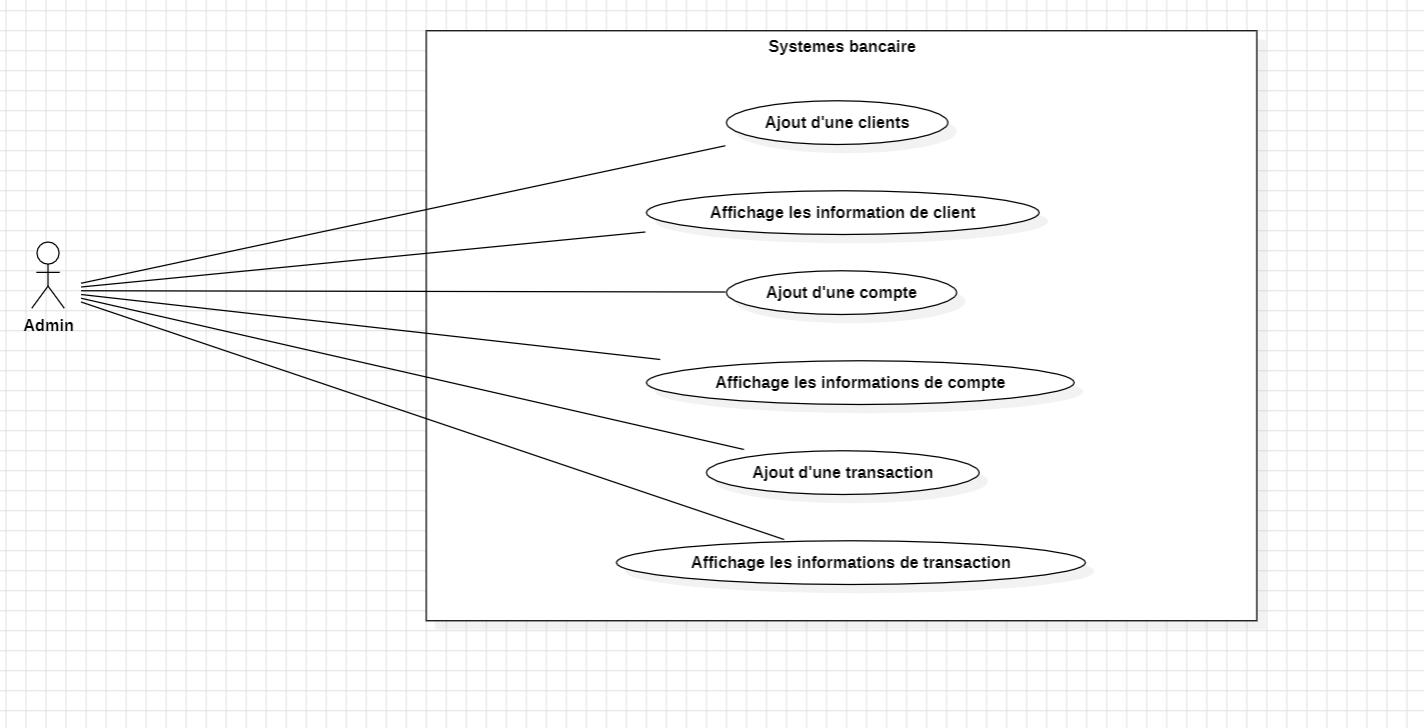 Systemes bancaire
Ajout d'une clients
Affichage les information de client
Admin
Ajout d'une compte
Affichage les informations de compte
Ajout d'une transaction
Affichage les informations de transaction